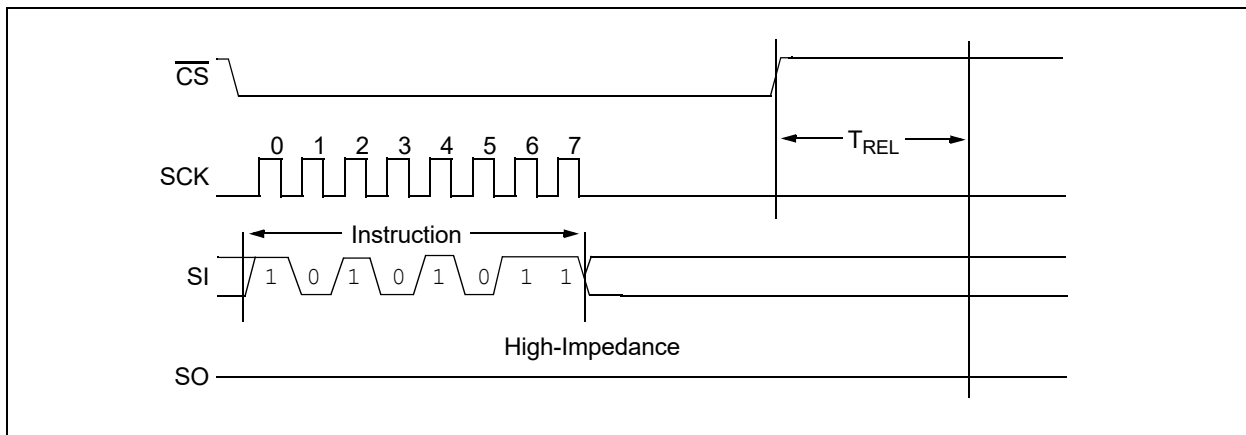 CS
0 1 2 3 4 5 6 7
TREL
SCK
Instruction
SI 1 0 1 0 1 0 1 1
High-Impedance
SO